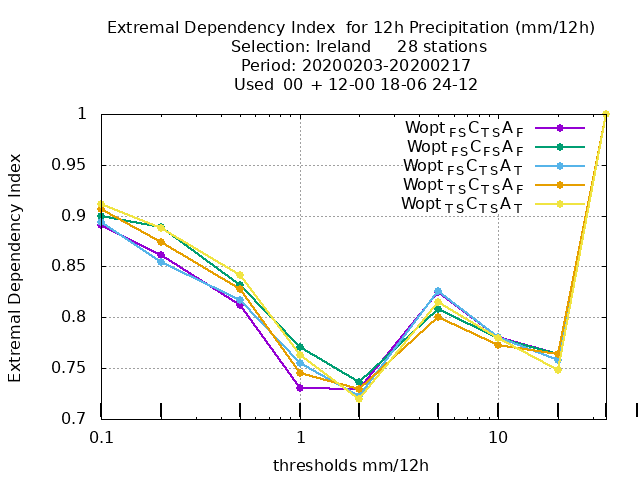 Extremal Dependency Index  for 12h Precipitation (mm/12h)
Selection: Ireland     28 stations
Period: 20200203-20200217
Used  00  + 12-00 18-06 24-12
Wopt FS C TS A F
Wopt FS C FS A F
Wopt FS C TS A T
Wopt TS C TS A F
Wopt TS C TS A T
1
0.95
0.9
0.85
0.8
0.75
0.7
Extremal Dependency Index
0.1
1
10
thresholds mm/12h